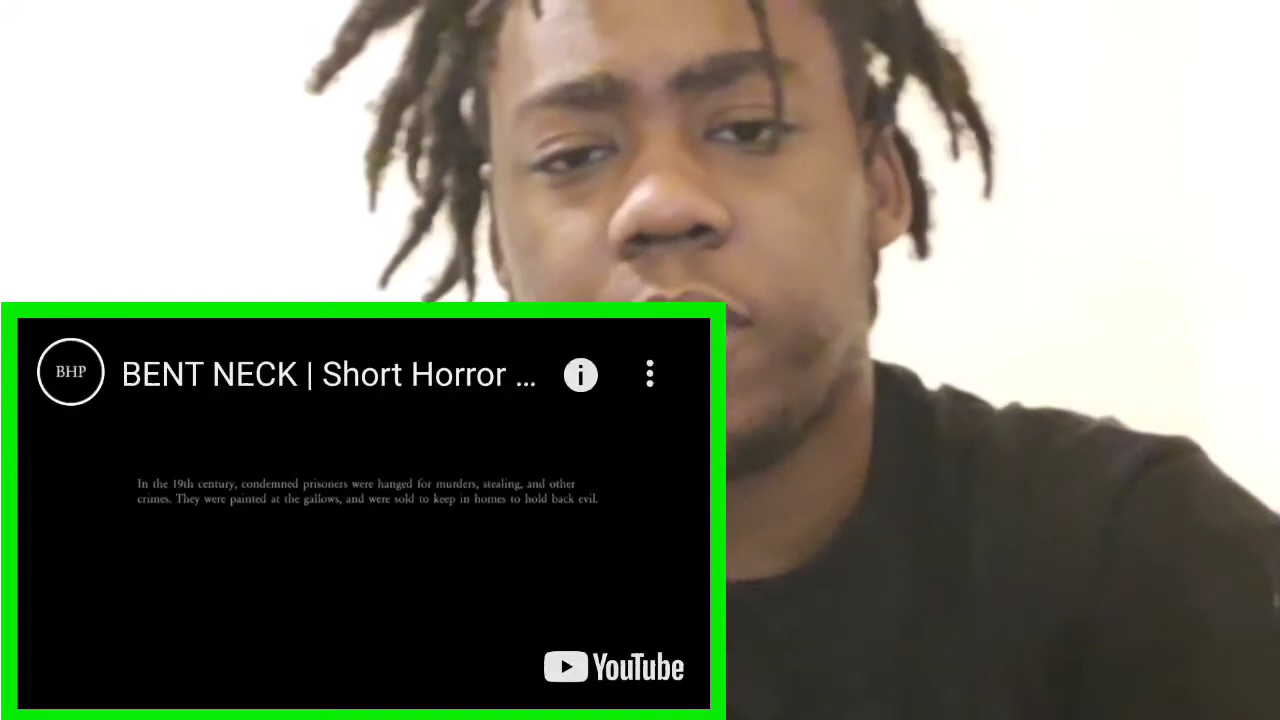 BHP
BENT NECK | Short Horror ...
In the 19th century, condemned prisoners were hanged for murders, stealing, and other
crimes. They were painted at the gallows, and were sold to keep in homes to hold back evil.
YouTube